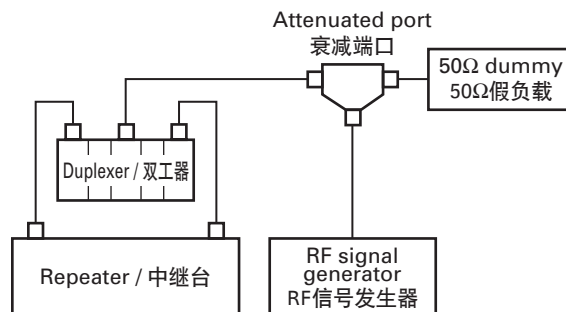 Attenuated port
衰减端口
50Ω dummy
50Ω假负载
Duplexer / 双工器
Repeater / 中继台
RF signal
generator
RF信号发生器